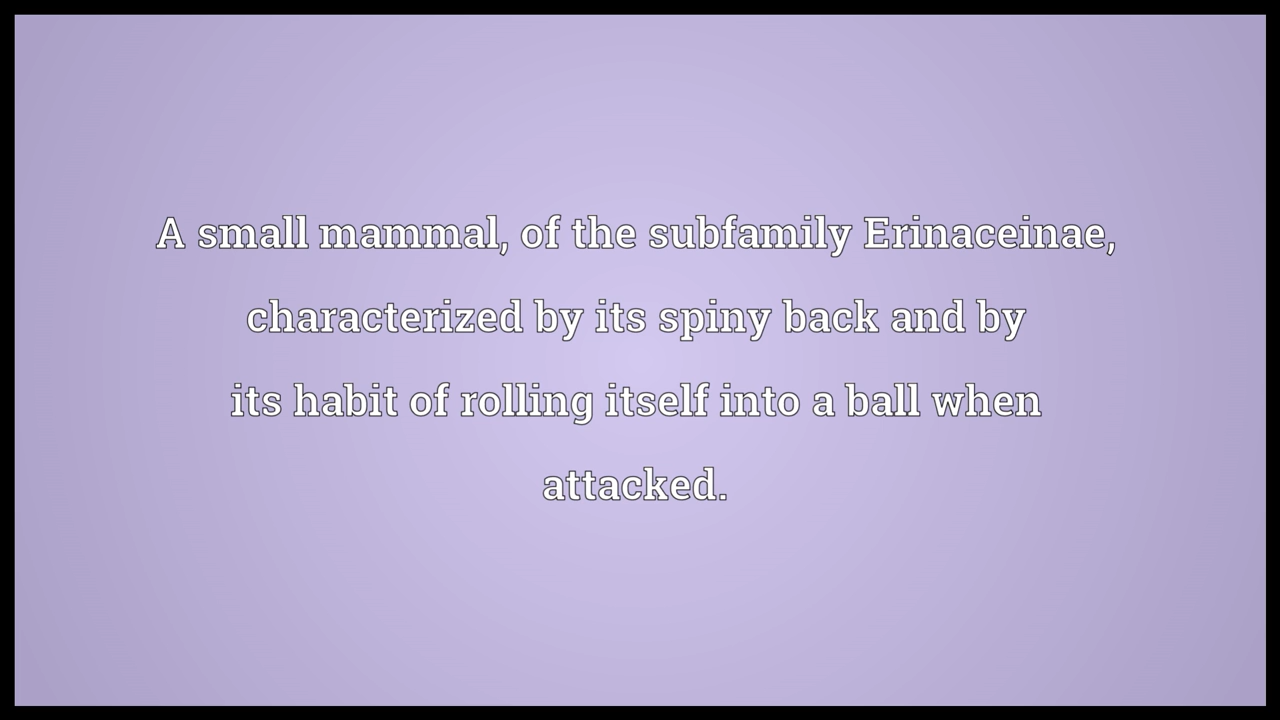 A small mammal, of the subfamily Erinaceinae,
characterized by its spiny back and by
its habit of rolling itself into a ball when
attacked.